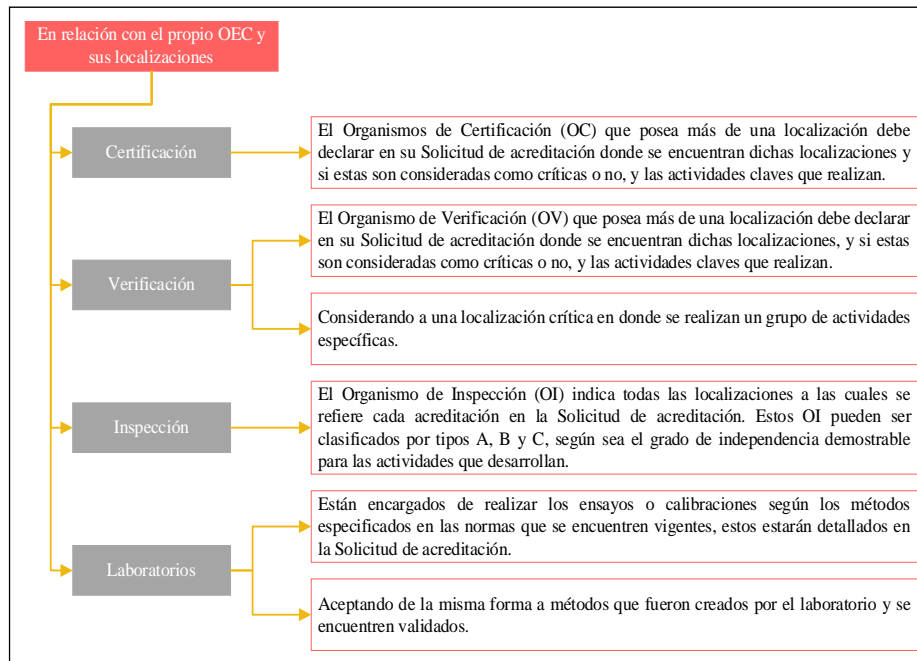 En relación con el propio OEC y
sus localizaciones
Certificación
El Organismos de Certificación (OC) que posea más de una localización debe
declarar en su Solicitud de acreditación donde se encuentran dichas localizaciones y
si estas son consideradas como críticas o no, y las actividades claves que realizan.
Verificación
El Organismo de Verificación (OV) que posea más de una localización debe declarar
en su Solicitud de acreditación donde se encuentran dichas localizaciones, y si estas
son consideradas como críticas o no, y las actividades claves que realizan.
Considerando a una localización crítica en donde se realizan un grupo de actividades
específicas.
Inspección
El Organismo de Inspección (OI) indica todas las localizaciones a las cuales se
refiere cada acreditación en la Solicitud de acreditación. Estos OI pueden ser
clasificados por tipos A, B y C, según sea el grado de independencia demostrable
para las actividades que desarrollan.
Laboratorios
Están encargados de realizar los ensayos o calibraciones según los métodos
especificados en las normas que se encuentren vigentes, estos estarán detallados en
la Solicitud de acreditación.
Aceptando de la misma forma a métodos que fueron creados por el laboratorio y se
encuentren validados.